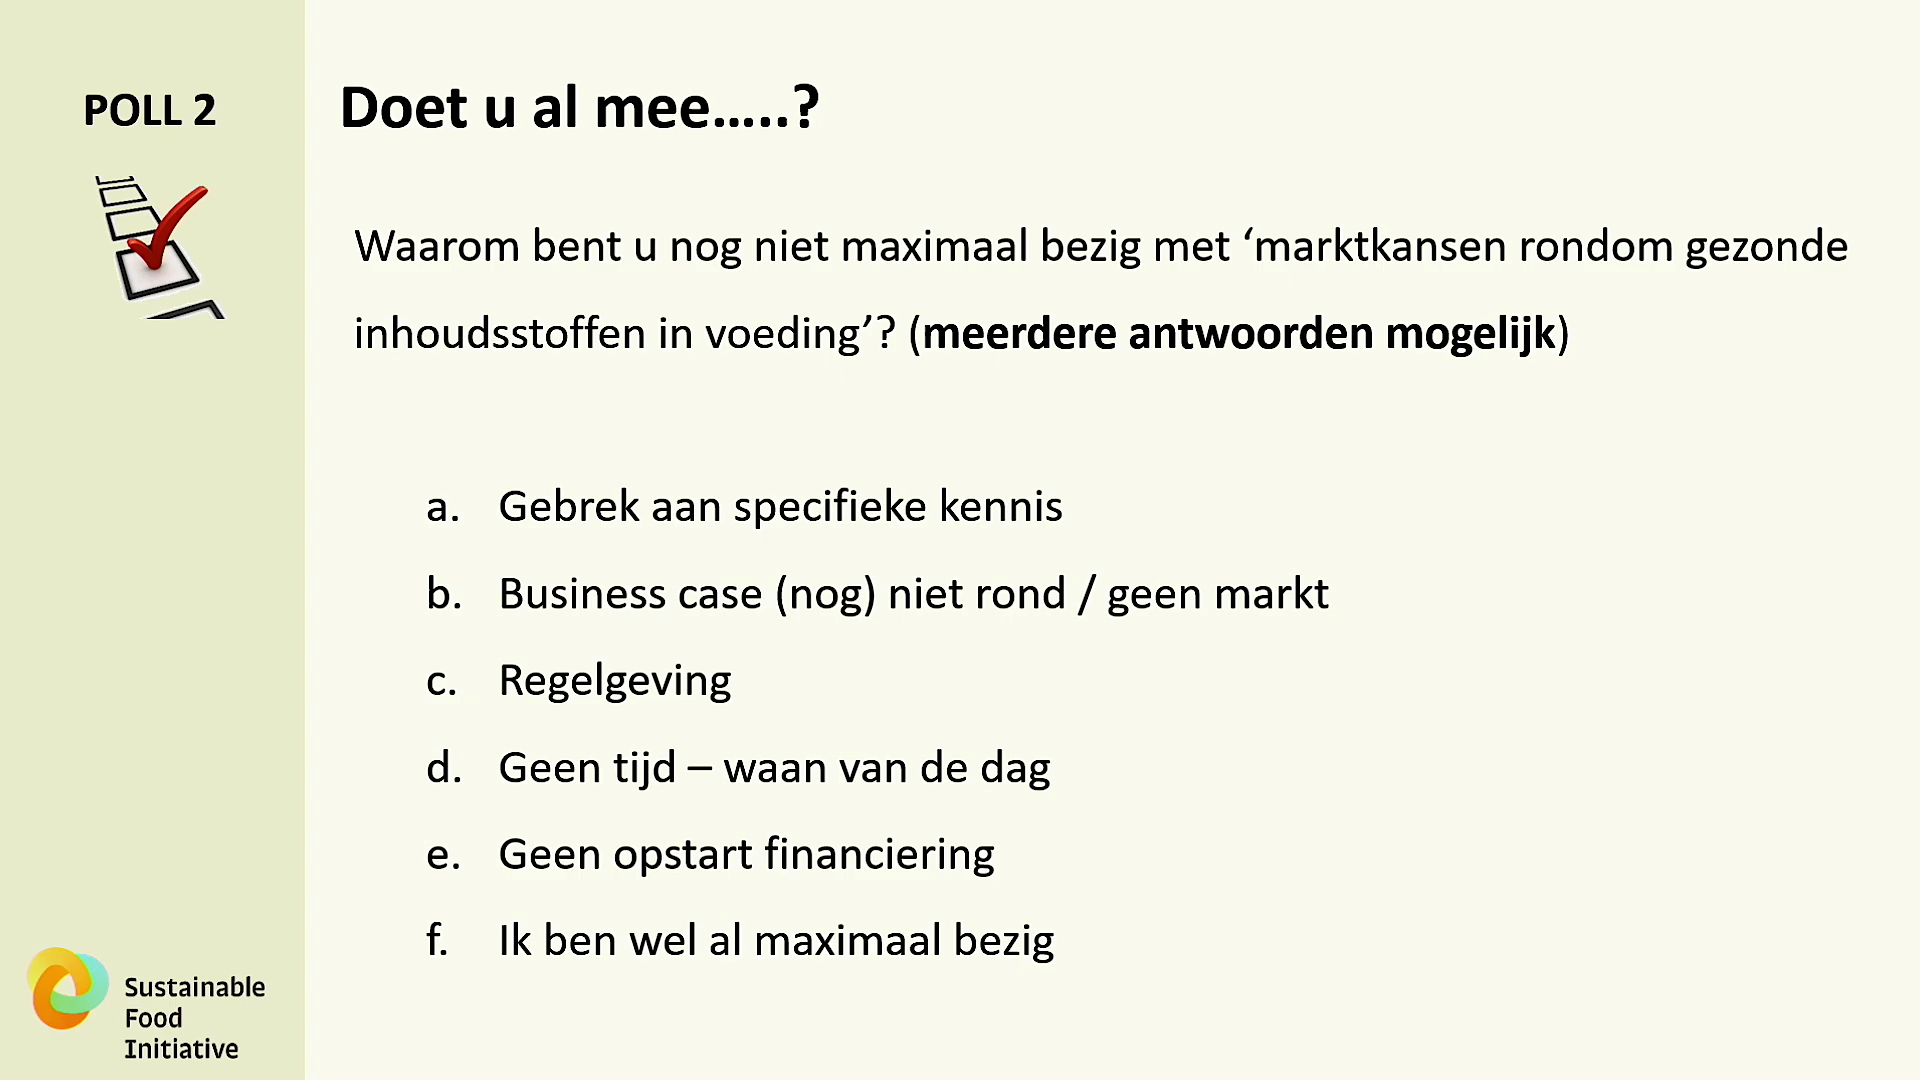 POLL 2
Doet u al mee…..?
Waarom bent u nog niet maximaal bezig met ‘marktkansen rondom gezonde
inhoudsstoffen in voeding’? (meerdere antwoorden mogelijk)
a. Gebrek aan specifieke kennis
b. Business case (nog) niet rond / geen markt
c. Regelgeving
d. Geen tijd – waan van de dag
e. Geen opstart financiering
f. Ik ben wel al maximaal bezig
Sustainable
Food
Initiative